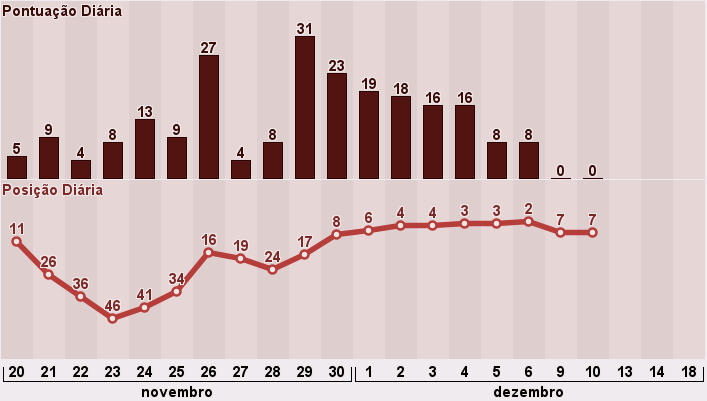 Pontuação Diária
5 9 4 8 13 9 27 4 8 31 23 19 18 16 16 8 8 0 0
Posição Diária
11 26 36 46 41 34 16 19 24 17 8 6 4 4 3 3 2 7 7
20 21 22 23 24 25 26 27 28 29 30 1 2 3 4 5 6 9 10 13 14 18
novembro dezembro